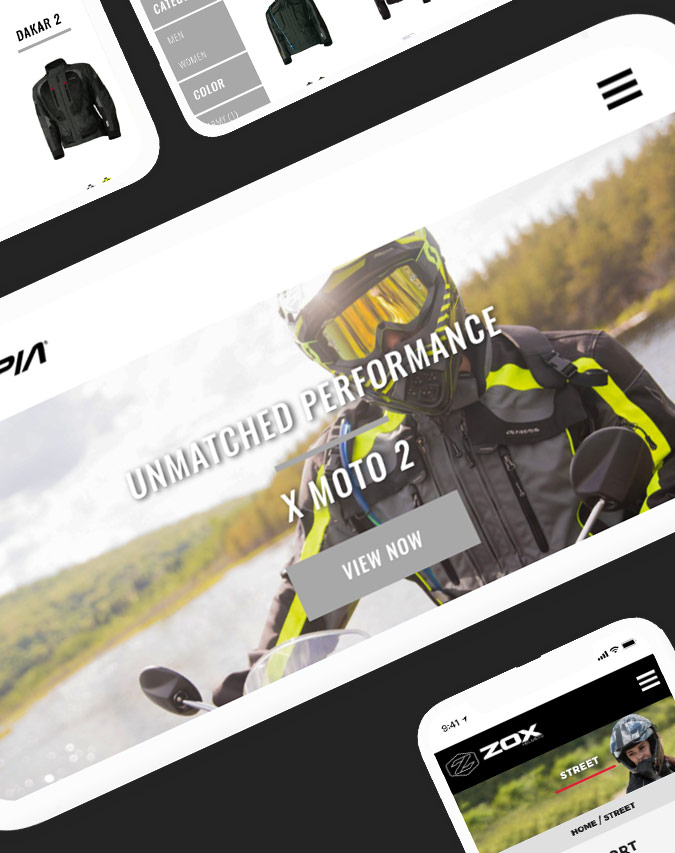 DAKAR 2
CATEG
MEN
WOMEN
COLOR
PIA
UNMATCHED PERFORMANCE
X MOTO 2
VIEW NOW
OLYMPIA
9:41
ZOX
STREET
HOME / STREET
ORT